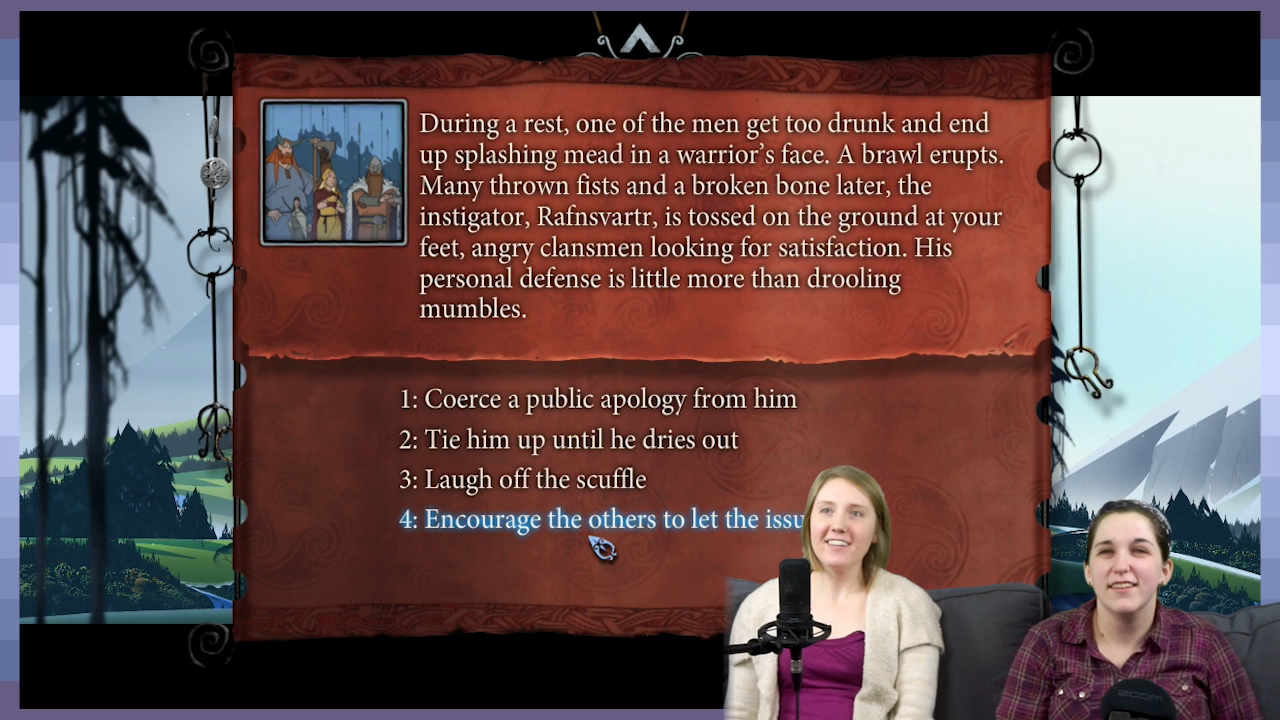 During a rest, one of the men get too drunk and end
up splashing mead in a warrior’s face. A brawl erupts.
Many thrown fists and a broken bone later, the
instigator, Rafnsvartr, is tossed on the ground at your
feet, angry clansmen looking for satisfaction. His
personal defense is little more than drooling
mumbles.
1: Coerce a public apology from him
2: Tie him up until he dries out
3: Laugh off the scuffle
4: Encourage the others to let the issu
zoom